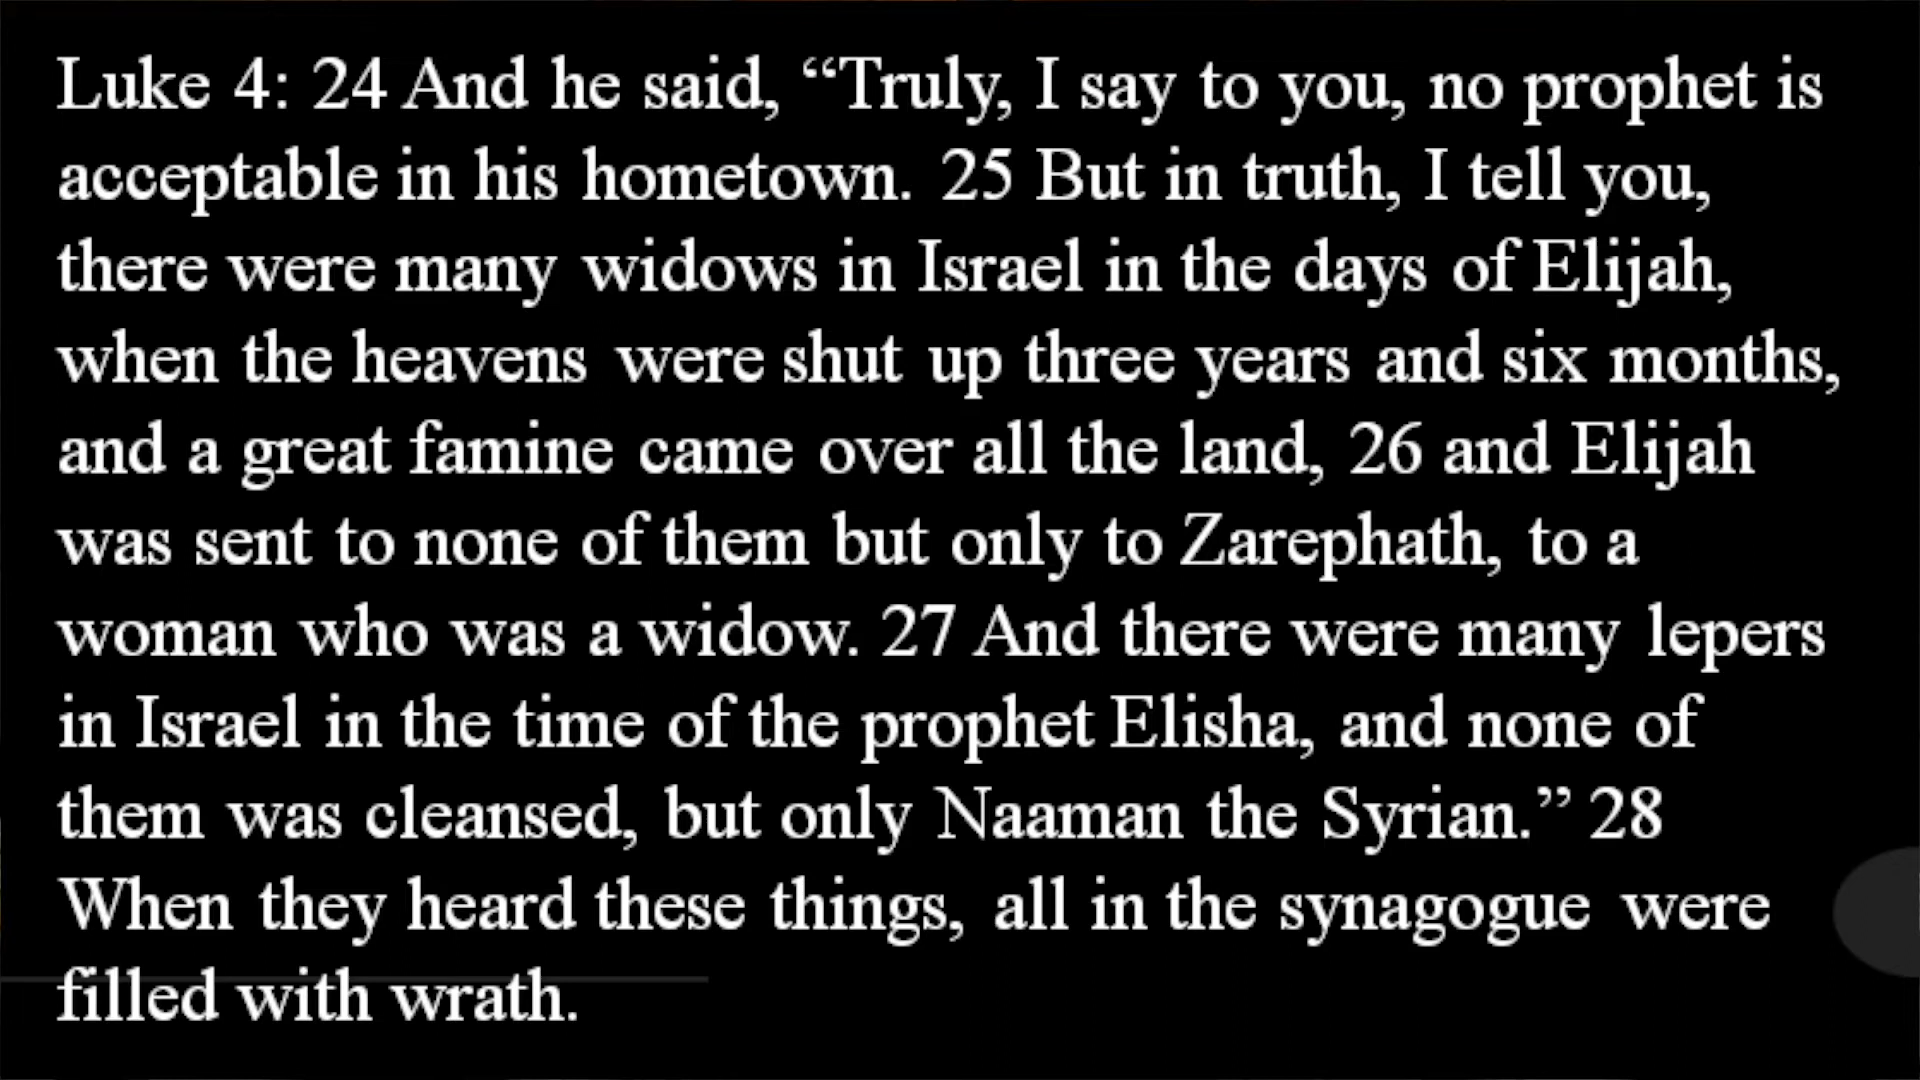 Luke 4: 24 And he said, “Truly, I say to you, no prophet is
acceptable in his hometown. 25 But in truth, I tell you,
there were many widows in Israel in the days of Elijah,
when the heavens were shut up three years and six months,
and a great famine came over all the land, 26 and Elijah
was sent to none of them but only to Zarephath, to a
woman who was a widow. 27 And there were many lepers
in Israel in the time of the prophet Elisha, and none of
them was cleansed, but only Naaman the Syrian.” 28
When they heard these things, all in the synagogue were
filled with wrath.